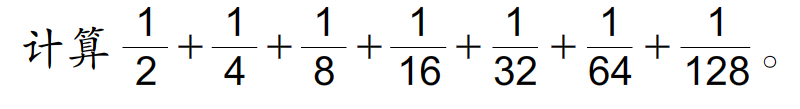 计算 1/2 + 1/4 + 1/8 + 1/16 + 1/32 + 1/64 + 1/128 。